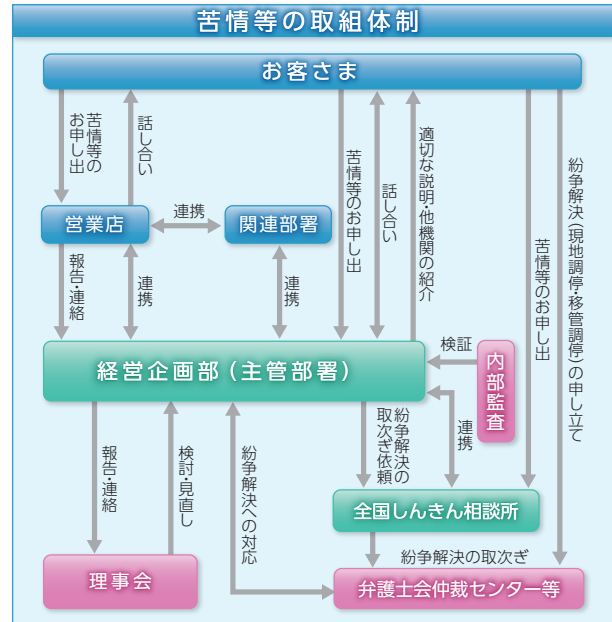 苦情等の取組体制
お客さま
苦情等の
お申し出
話し合い
苦情等のお申し出
話し合い
適切な説明・他機関の紹介
苦情等のお申し出
紛争解決(現地調停・移管調停)の申し立て
営業店
連携
関連部署
報告・連絡
連携
連携
経営企画部(主管部署)
検証
内部監査
報告・連絡
検討・見直し
紛争解決への対応
紛争解決の
取次ぎ依頼
連携
全国しんきん相談所
紛争解決の取次ぎ
理事会
弁護士会仲裁センター等